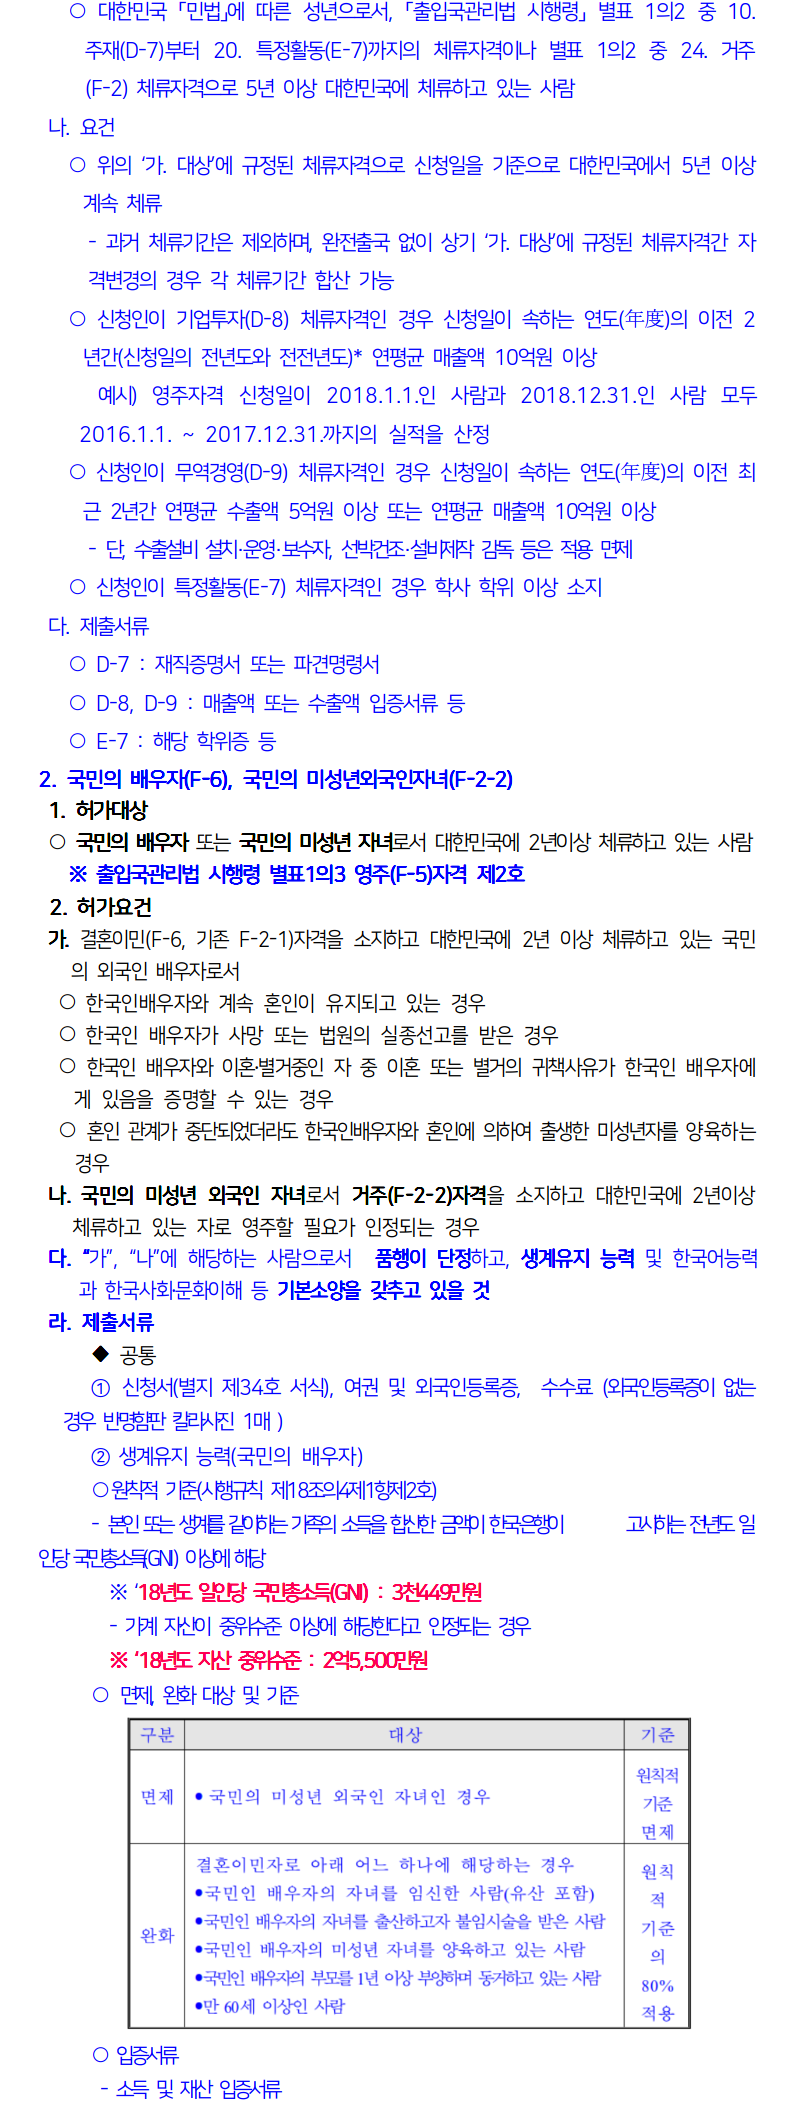 ○ 대한민국 「민법」에 따른 성년으로서, 「출입국관리법 시행령」 별표 1의2 중 10.
주재(D-7)부터 20. 특정활동(E-7)까지의 체류자격이나 별표 1의2 중 24. 거주
(F-2) 체류자격으로 5년 이상 대한민국에 체류하고 있는 사람
나. 요건
○ 위의 ‘가. 대상’에 규정된 체류자격으로 신청일을 기준으로 대한민국에서 5년 이상
계속 체류
- 과거 체류기간은 제외하며, 완전출국 없이 상기 ‘가. 대상’에 규정된 체류자격간 자
격변경의 경우 각 체류기간 합산 가능
○ 신청인이 기업투자(D-8) 체류자격인 경우 신청일이 속하는 연도(年度)의 이전 2
년간(신청일의 전년도와 전전년도)* 연평균 매출액 10억원 이상
예시) 영주자격 신청일이 2018.1.1.인 사람과 2018.12.31.인 사람 모두
2016.1.1. ~ 2017.12.31.까지의 실적을 산정
○ 신청인이 무역경영(D-9) 체류자격인 경우 신청일이 속하는 연도(年度)의 이전 최
근 2년간 연평균 수출액 5억원 이상 또는 연평균 매출액 10억원 이상
- 단, 수출설비 설치·운영·보수자, 선박건조·설비제작 감독 등은 적용 면제
○ 신청인이 특정활동(E-7) 체류자격인 경우 학사 학위 이상 소지
다. 제출서류
○ D-7 : 재직증명서 또는 파견명령서
○ D-8, D-9 : 매출액 또는 수출액 입증서류 등
○ E-7 : 해당 학위증 등
2. 국민의 배우자(F-6), 국민의 미성년외국인자녀(F-2-2)
1. 허가대상
○ 국민의 배우자 또는 국민의 미성년 자녀로서 대한민국에 2년이상 체류하고 있는 사람
※ 출입국관리법 시행령 별표1의3 영주(F-5)자격 제2호
2. 허가요건
가. 결혼이민(F-6, 기존 F-2-1)자격을 소지하고 대한민국에 2년 이상 체류하고 있는 국민
의 외국인 배우자로서
○ 한국인배우자와 계속 혼인이 유지되고 있는 경우
○ 한국인 배우자가 사망 또는 법원의 실종선고를 받은 경우
○ 한국인 배우자와 이혼·별거중인 자 중 이혼 또는 별거의 귀책사유가 한국인 배우자에
게 있음을 증명할 수 있는 경우
○ 혼인 관계가 중단되었더라도 한국인배우자와 혼인에 의하여 출생한 미성년자를 양육하는
경우
나. 국민의 미성년 외국인 자녀로서 거주(F-2-2)자격을 소지하고 대한민국에 2년이상
체류하고 있는 자로 영주할 필요가 인정되는 경우
다. “가”, “나”에 해당하는 사람으로서 품행이 단정하고, 생계유지 능력 및 한국어능력
과 한국사회·문화이해 등 기본소양을 갖추고 있을 것
라. 제출서류
◆ 공통
① 신청서(별지 제34호 서식), 여권 및 외국인등록증, 수수료 (외국인등록증이 없는
경우 반명함판 칼라사진 1매 )
② 생계유지 능력(국민의 배우자)
○ 원칙적 기준(시행규칙 제18조의4제1항제2호)
- 본인 또는 생계를 같이하는 가족의 소득을 합산한 금액이 한국은행이 고시하는 전년도 일
인당 국민총소득(GNI) 이상에 해당
※ ‘18년도 일인당 국민총소득(GNI) : 3천449만원
- 가계 자산이 중위수준 이상에 해당한다고 인정되는 경우
※ ‘18년도 자산 중위수준 : 2억5,500만원
○ 면제, 완화 대상 및 기준
구분 대상 기준
면제 •국민의 미성년 외국인 자녀인 경우 원칙적
기준
면제
결혼이민자로 아래 어느 하나에 해당하는 경우
•국민인 배우자의 자녀를 임신한 사람(유산 포함)
•국민인 배우자의 자녀를 출산하고자 불임시술을 받은 사람
완화 •국민인 배우자의 미성년 자녀를 양육하고 있는 사람
•국민인 배우자의 부모를 1년 이상 부양하며 동거하고 있는 사람
•만 60세 이상인 사람
원칙
적
기준
의
80%
적용
○ 입증서류
- 소득 및 재산 입증서류